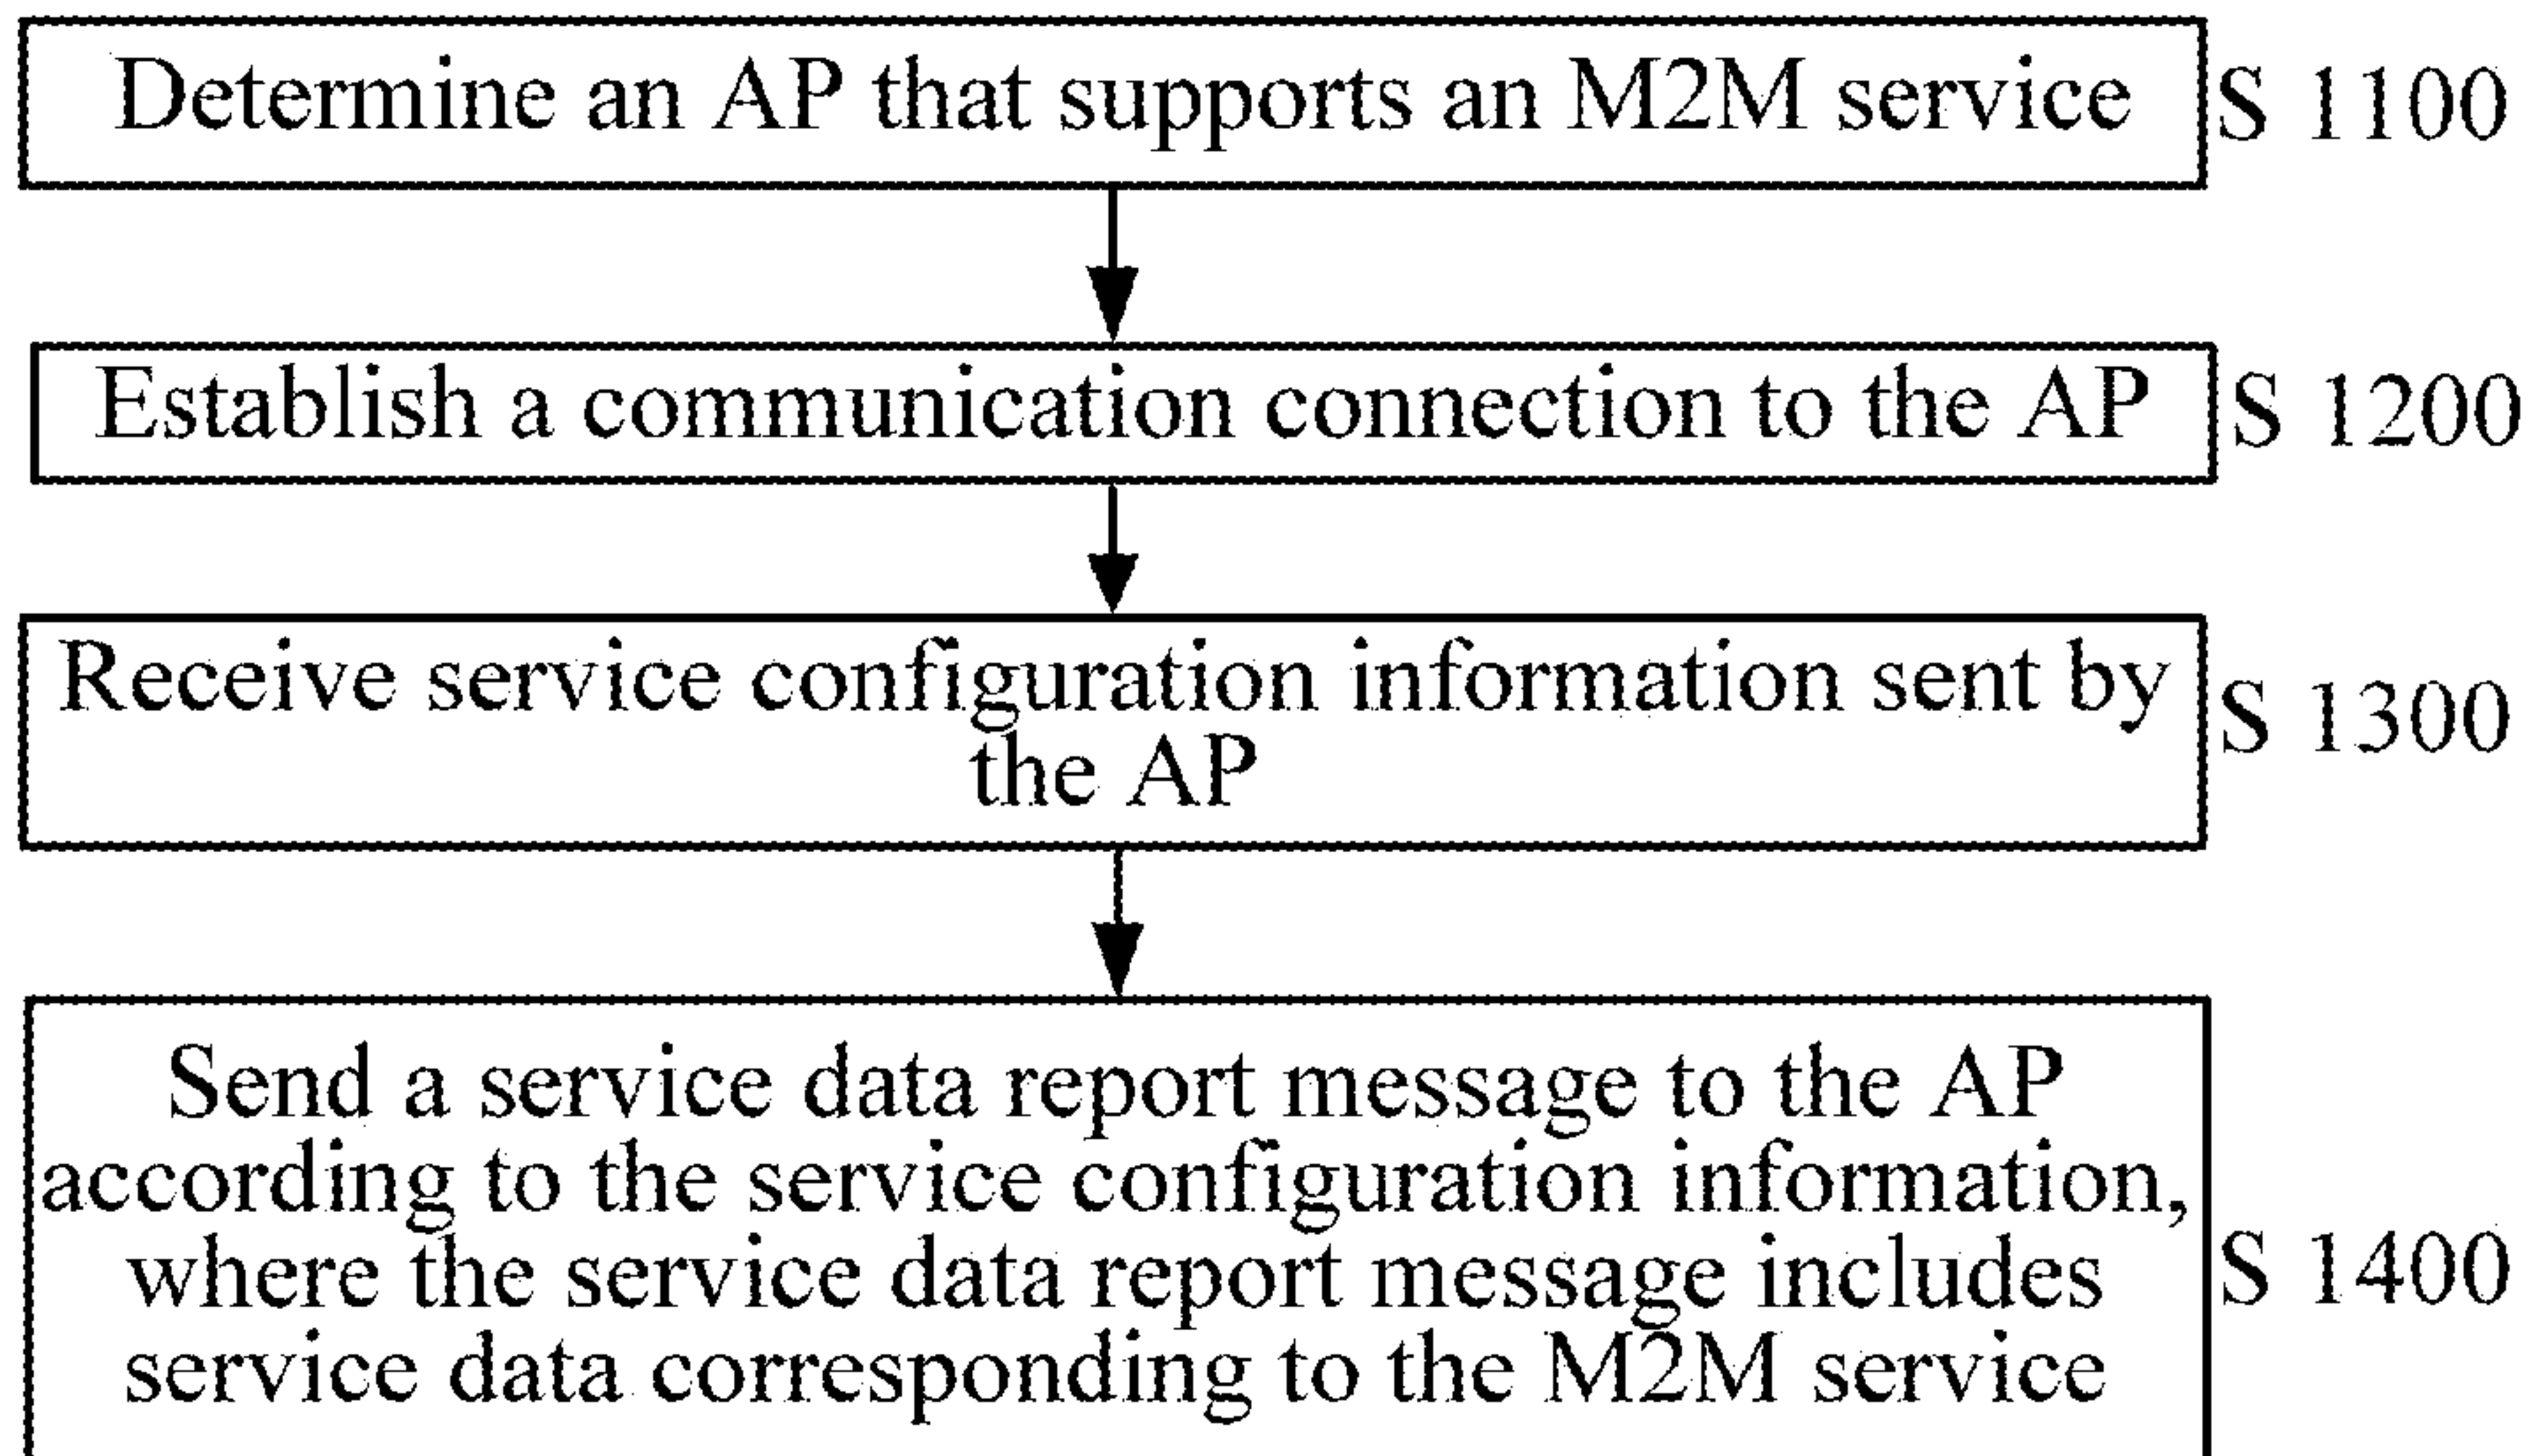 Determine an AP that supports an M2M service
S 1100
Establish a communication connection to the AP
S 1200
Receive service configuration information sent by
the AP
S 1300
Send a service data report message to the AP
according to the service configuration information,
where the service data report message includes
service data corresponding to the M2M service
S 1400